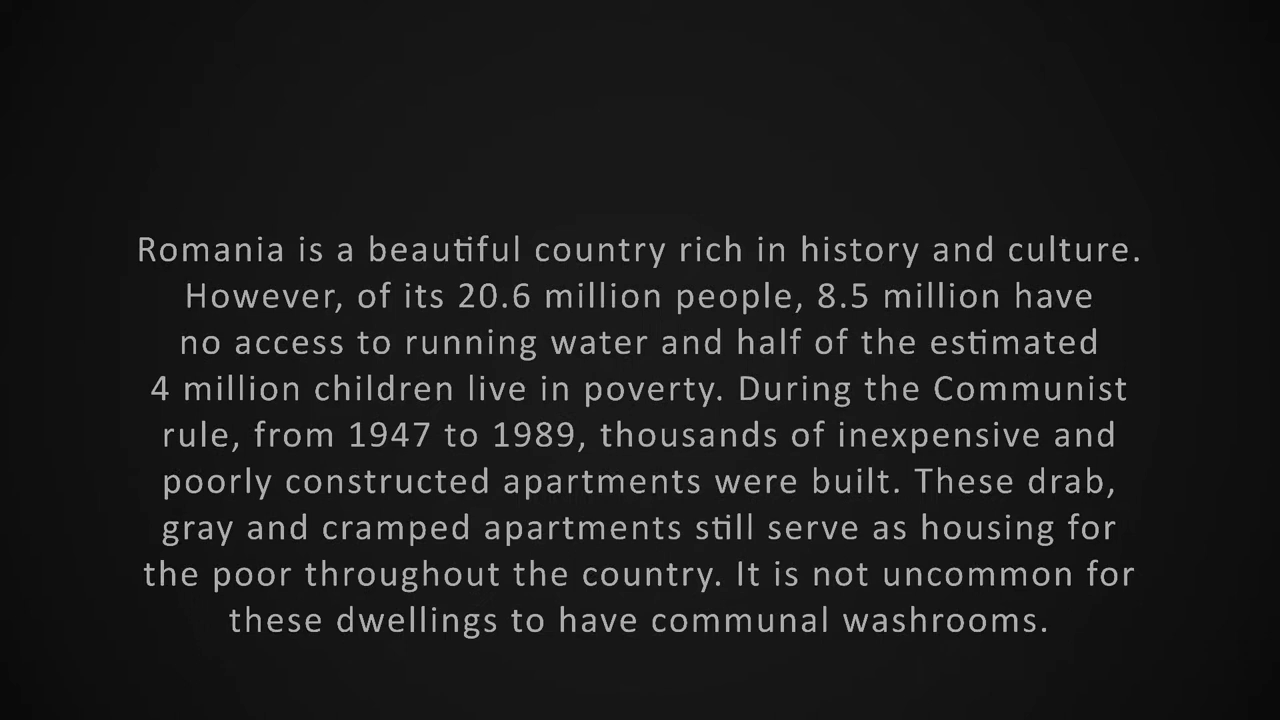 Romania is a beautiful country rich in history and culture.
However, of its 20.6 million people, 8.5 million have
no access to running water and half of the estimated
4 million children live in poverty. During the Communist
rule, from 1947 to 1989, thousands of inexpensive and
poorly constructed apartments were built. These drab,
gray and cramped apartments still serve as housing for
the poor throughout the country. It is not uncommon for
these dwellings to have communal washrooms.